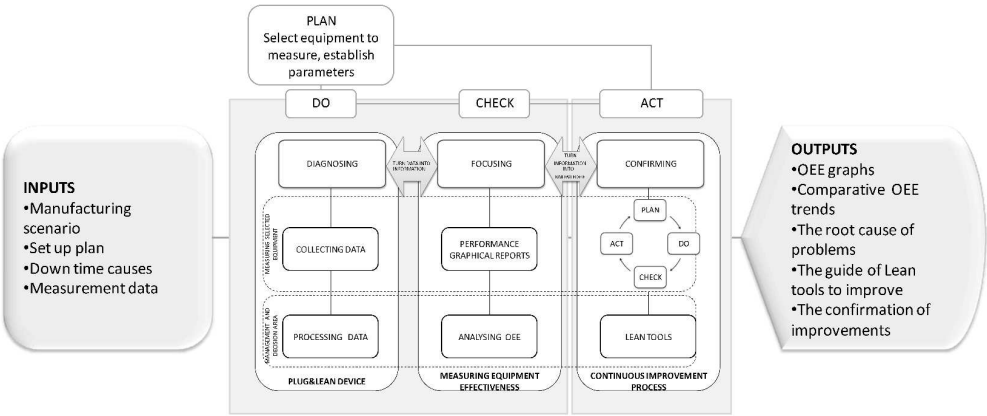 PLAN
Select equipment to
measure, establish
parameters
DO
CHECK
ACT
INPUTS
•Manufacturing
scenario
•Set up plan
•Down time causes
•Measurement data
DIAGNOSING
TURN DATA INTO
INFORMATION
FOCUSING
TURN
INFORMATION
INTO
CONFIRMING
MEASURING SELECTED
EQUIPMENT
COLLECTING DATA
PERFORMANCE
GRAPHICAL REPORTS
PLAN
ACT
DO
CHECK
MANAGEMENT AND
DECISION AREA
PROCESSING DATA
ANALYSING OEE
LEAN TOOLS
PLUG&LEAN DEVICE
MEASURING EQUIPMENT
EFFECTIVENESS
CONTINUOUS IMPROVEMENT
PROCESS
OUTPUTS
•OEE graphs
•Comparative OEE
trends
•The root cause of
problems
•The guide of Lean
tools to improve
•The confirmation of
improvements